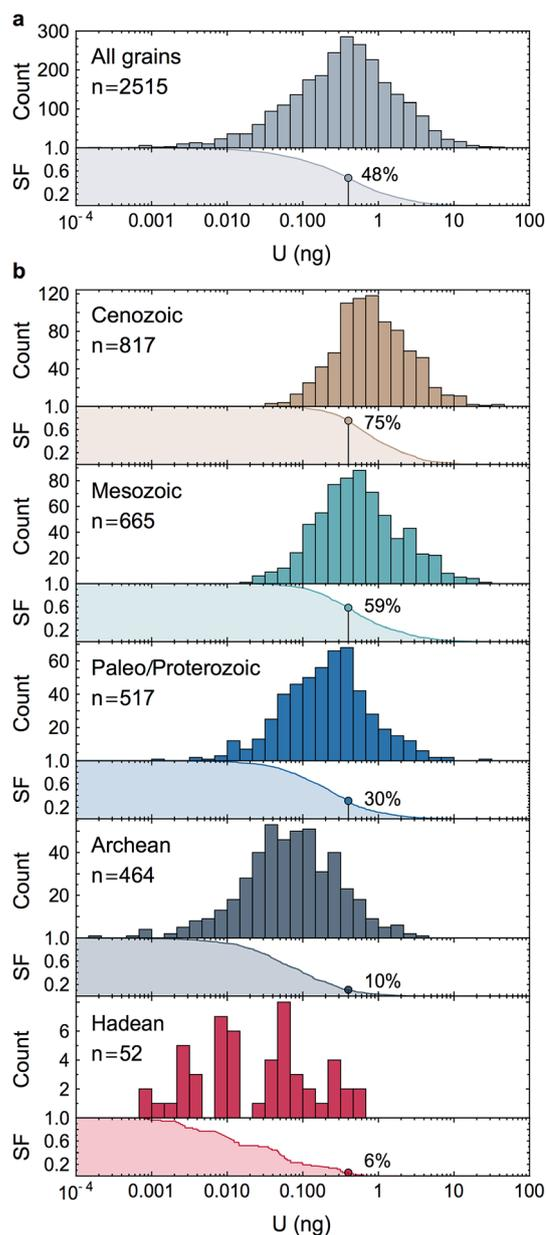 a
300
200
100
Count
All grains
n=2515
1.0
0.6
0.2
SF
48%
10-4 0.001 0.010 0.100 1 10 100
U (ng)
b
120
80
40
Count
Cenozoic
n=817
1.0
0.6
0.2
SF
75%
80
60
40
20
Count
Mesozoic
n=665
1.0
0.6
0.2
SF
59%
60
40
20
Count
Paleo/Proterozoic
n=517
1.0
0.6
0.2
SF
30%
40
20
Count
Archean
n=464
1.0
0.6
0.2
SF
10%
6
4
2
Count
Hadean
n=52
1.0
0.6
0.2
SF
6%
10-4 0.001 0.010 0.100 1 10 100
U (ng)